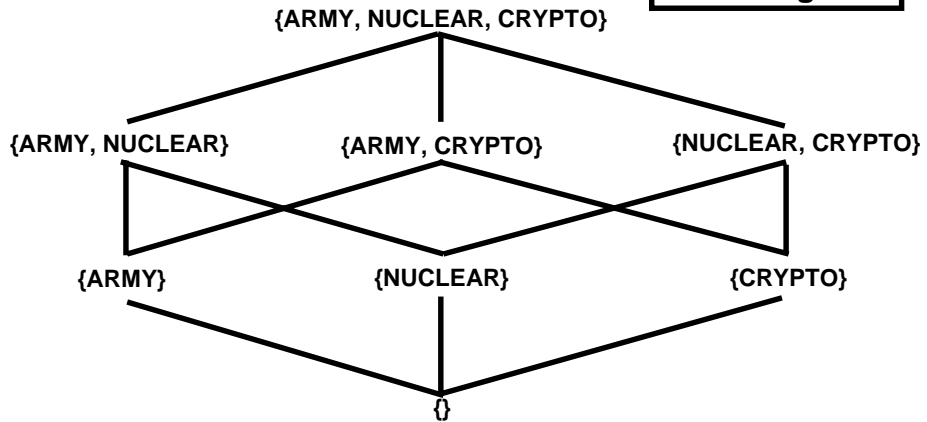 {ARMY, NUCLEAR, CRYPTO}
{ARMY, NUCLEAR} {ARMY, CRYPTO} {NUCLEAR, CRYPTO}
{ARMY} {NUCLEAR} {CRYPTO}
{}